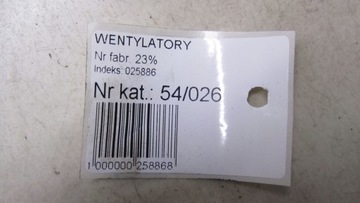 WENTYLATORY
Nr fabr. 23%
Indeks: 025886
Nr kat.: 54/026
1 000000 258868